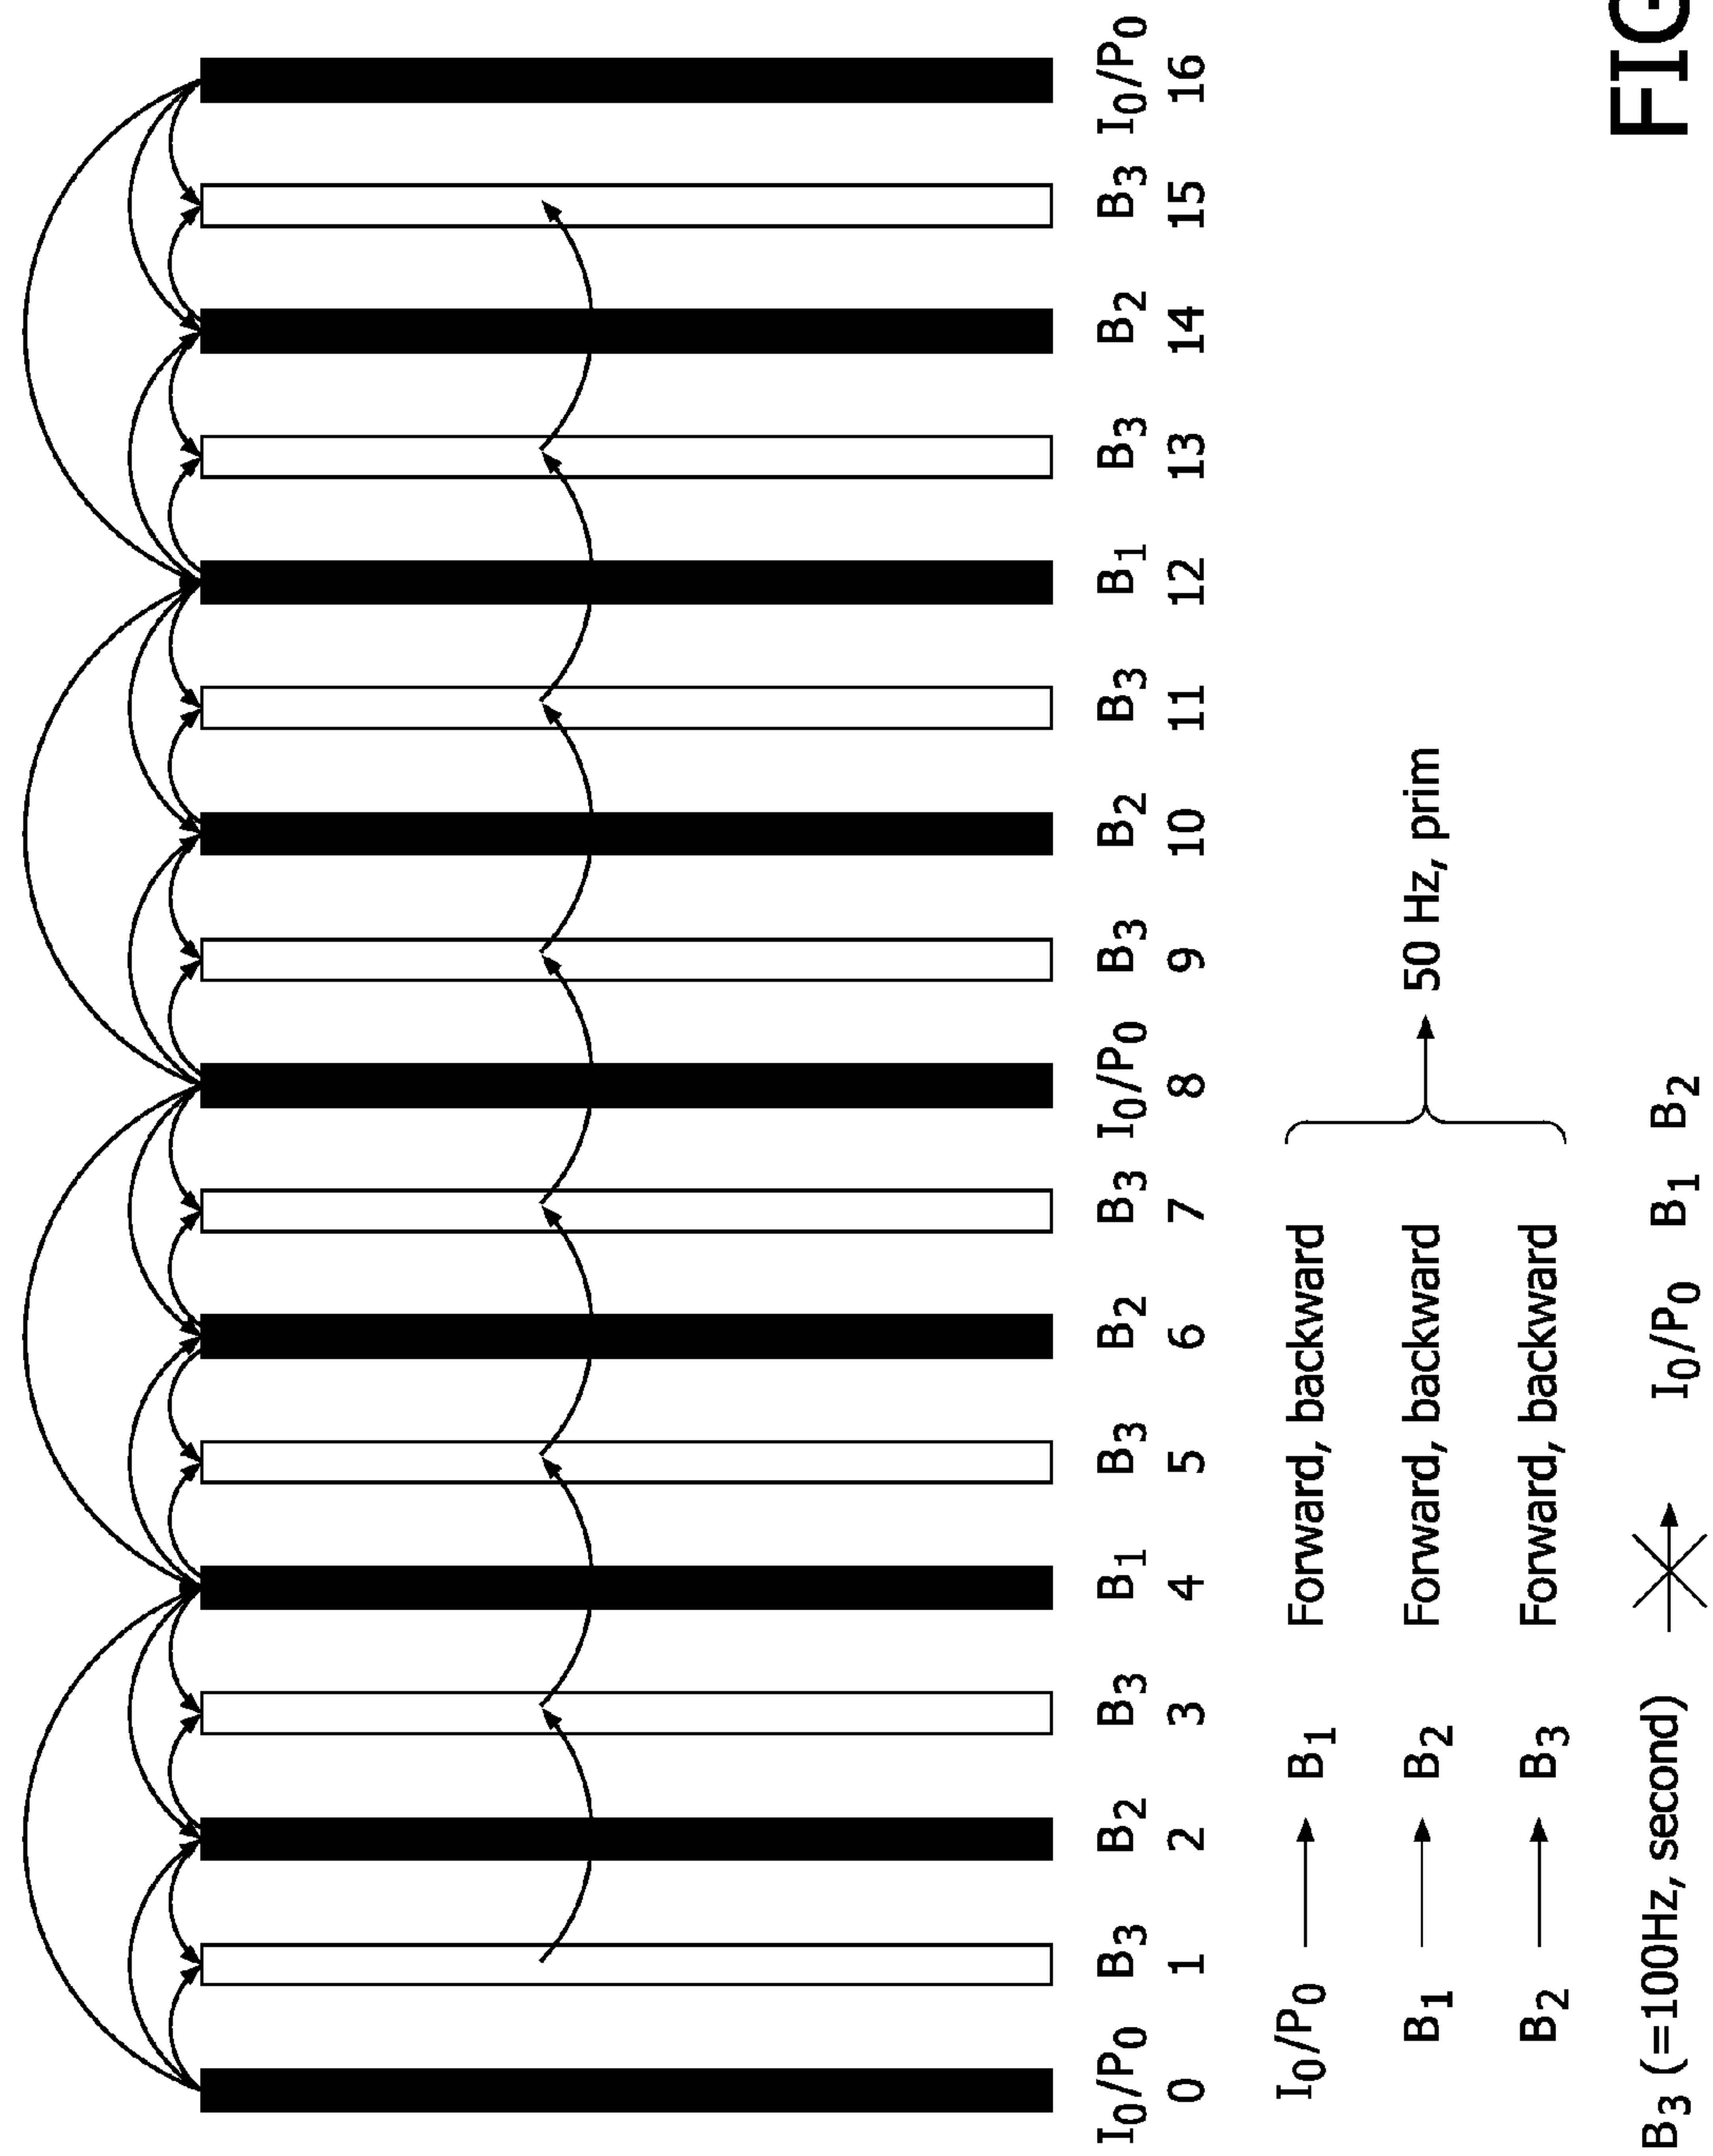 I0/P0 B3 B2 B3 B1 B3 B2 B3 I0/P0 B3 B2 B3 B1 B3 B2 B3 I0/P0
0 1 2 3 4 5 6 7 8 9 10 11 12 13 14 15 16
I0/P0 B1 Forward, backward
B1 B2 Forward, backward
50 Hz, prim
B2 B3 Forward, backward
B3 (=100Hz, second) I0/P0 B1 B2